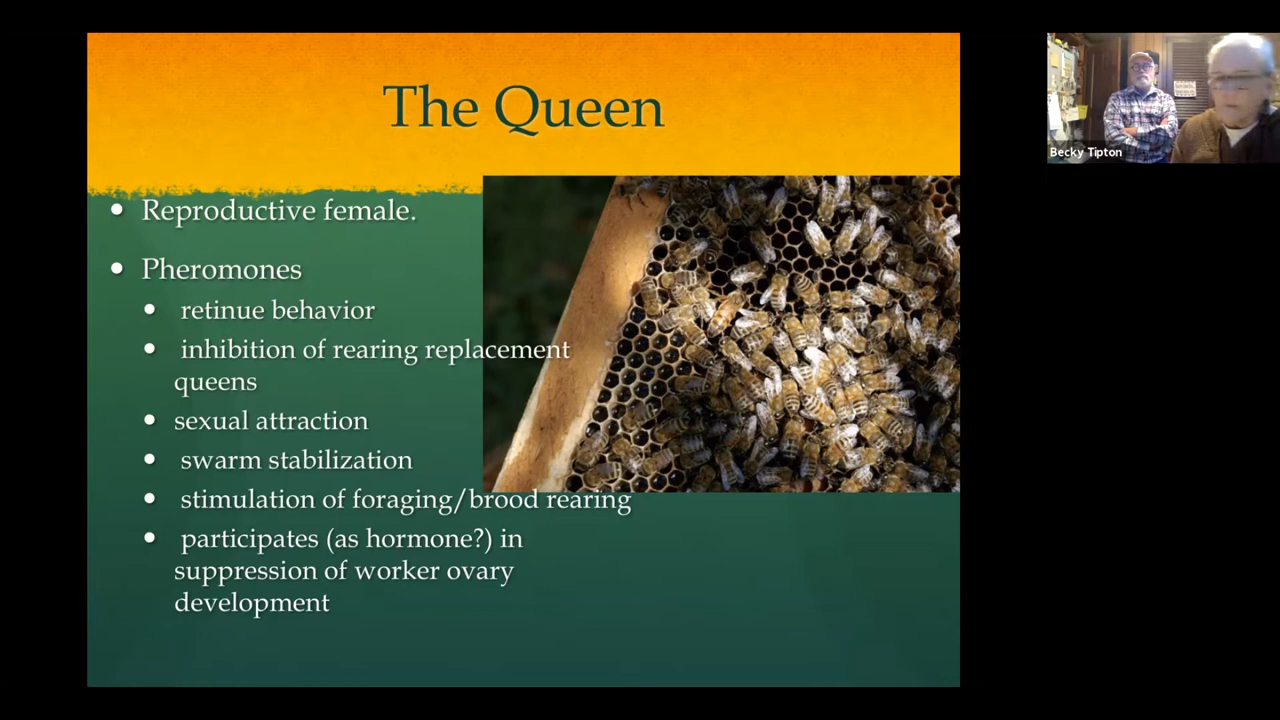 The Queen
Reproductive female.
Pheromones
retinue behavior
inhibition of rearing replacement
queens
sexual attraction
swarm stabilization
stimulation of foraging/brood rearing
participates (as hormone?) in
suppression of worker ovary
development
Becky Tipton